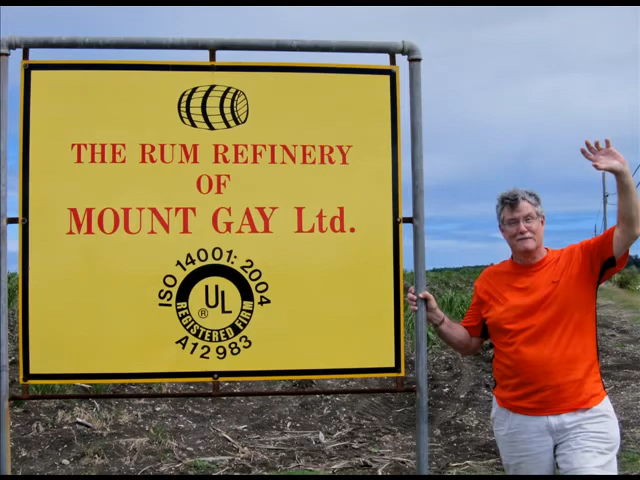 THE RUM REFINERY
OF
MOUNT GAY Ltd.
ISO 14001: 2004
UL
®
REGISTERED FIRM
A12983